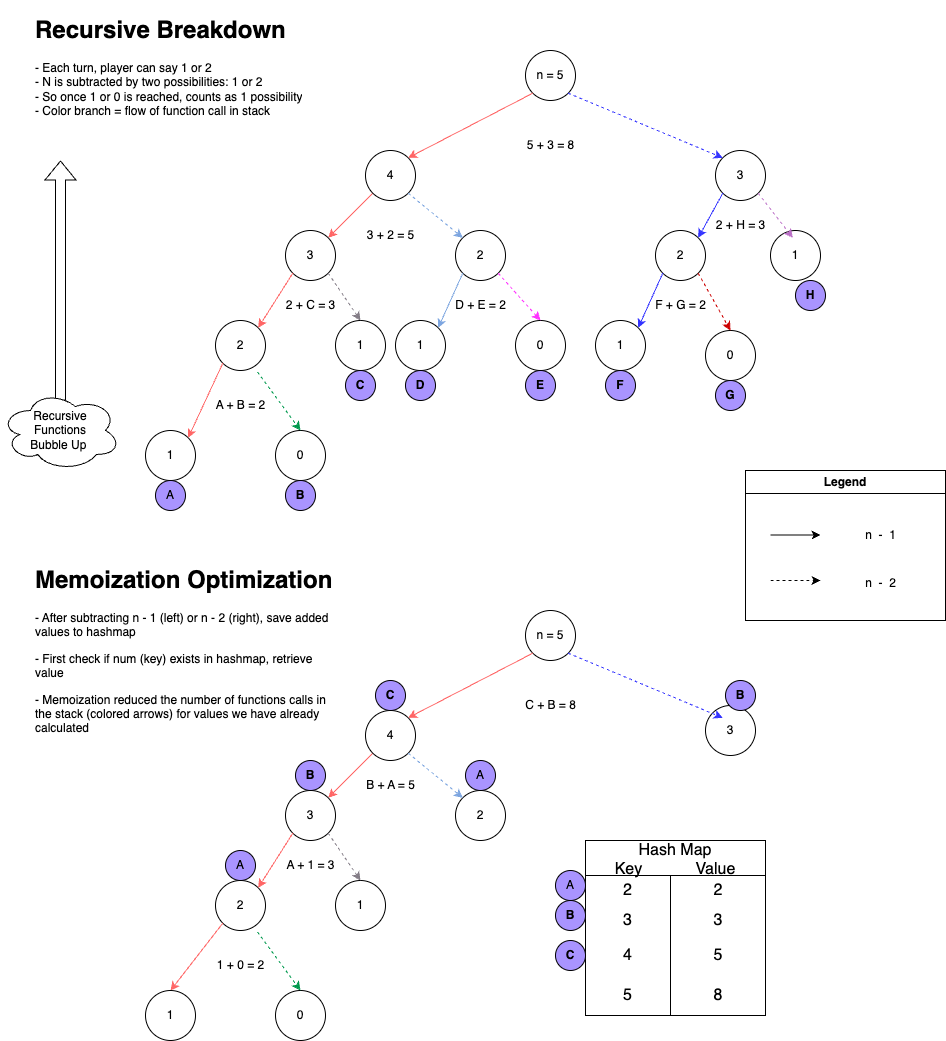 Recursive Breakdown
- Each turn, player can say 1 or 2
- N is subtracted by two possibilities: 1 or 2
- So once 1 or 0 is reached, counts as 1 possibility
- Color branch = flow of function call in stack
n = 5
5 + 3 = 8
4
3
3 + 2 = 5
2 + H = 3
3
2
2
1
H
2 + C = 3
D + E = 2
F + G = 2
2
1
1
0
1
0
C
D
E
F
G
A + B = 2
Recursive
Functions
Bubble Up
1
0
A
B
Legend
n - 1
n - 2
Memoization Optimization
- After subtracting n - 1 (left) or n - 2 (right), save added
values to hashmap
- First check if num (key) exists in hashmap, retrieve
value
- Memoization reduced the number of functions calls in
the stack (colored arrows) for values we have already
calculated
n = 5
C
B
C + B = 8
4
3
B
A
B + A = 5
3
2
A
A + 1 = 3
2
1
1 + 0 = 2
1
0
Hash Map
Key Value
A 2 2
B 3 3
C 4 5
5 8